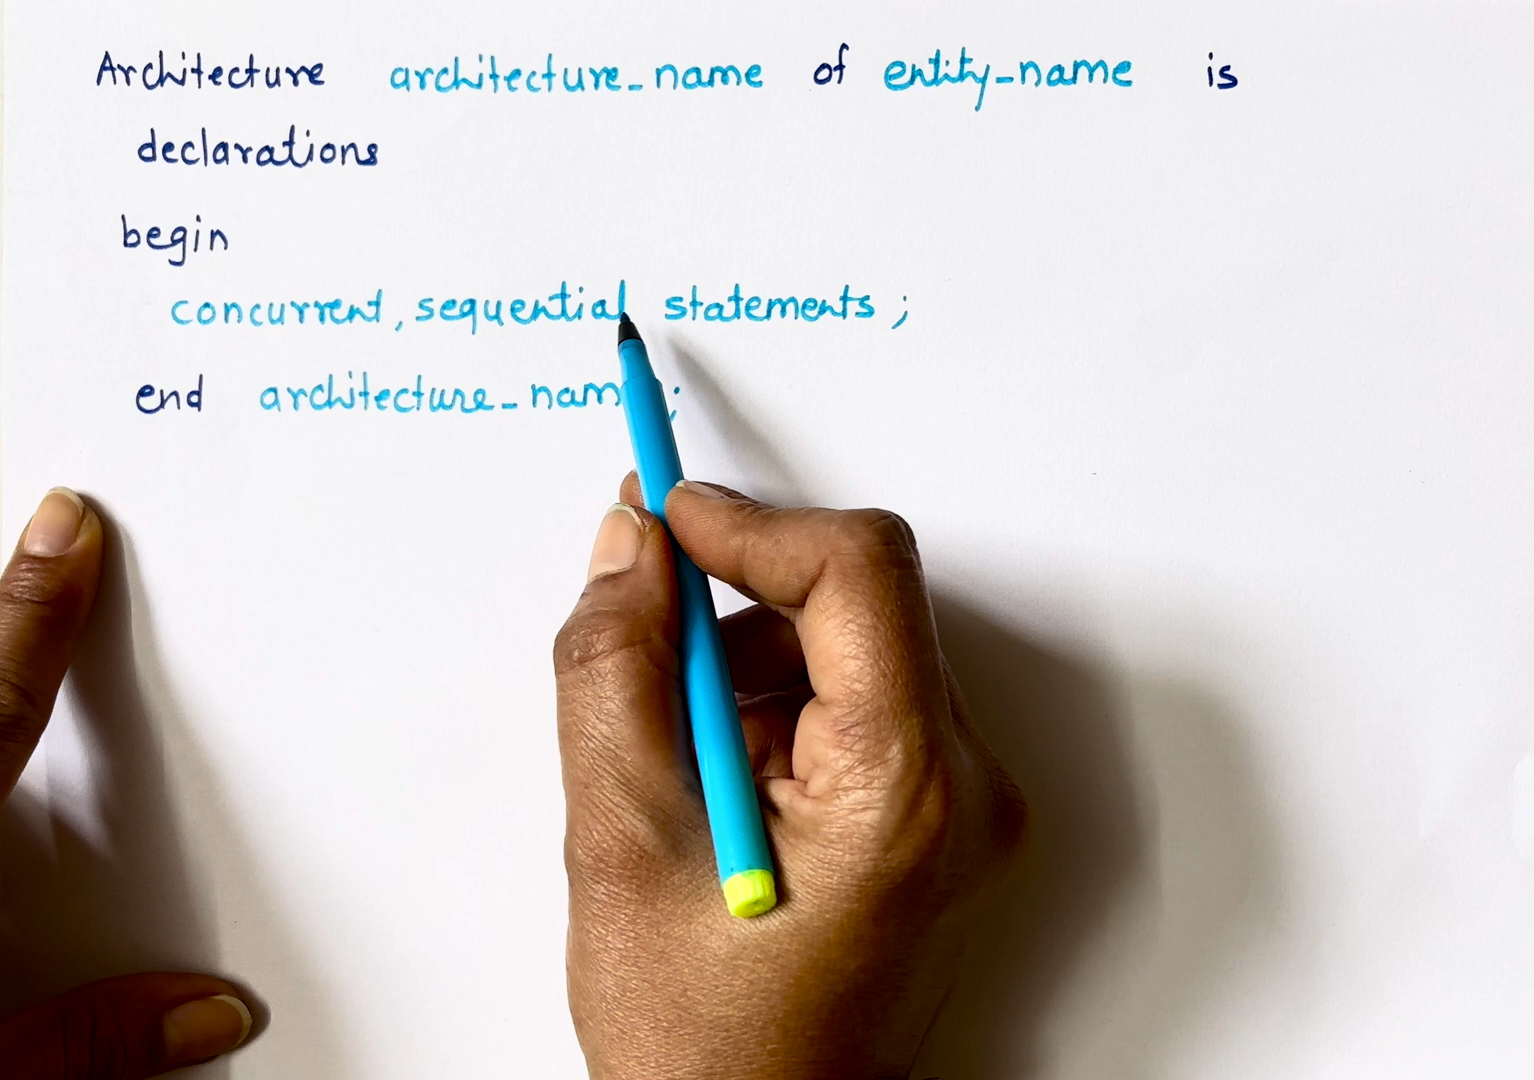 Architecture architecture_name of entity_name is
declarations
begin
concurrent, sequential statements ;
end architecture_nam ;